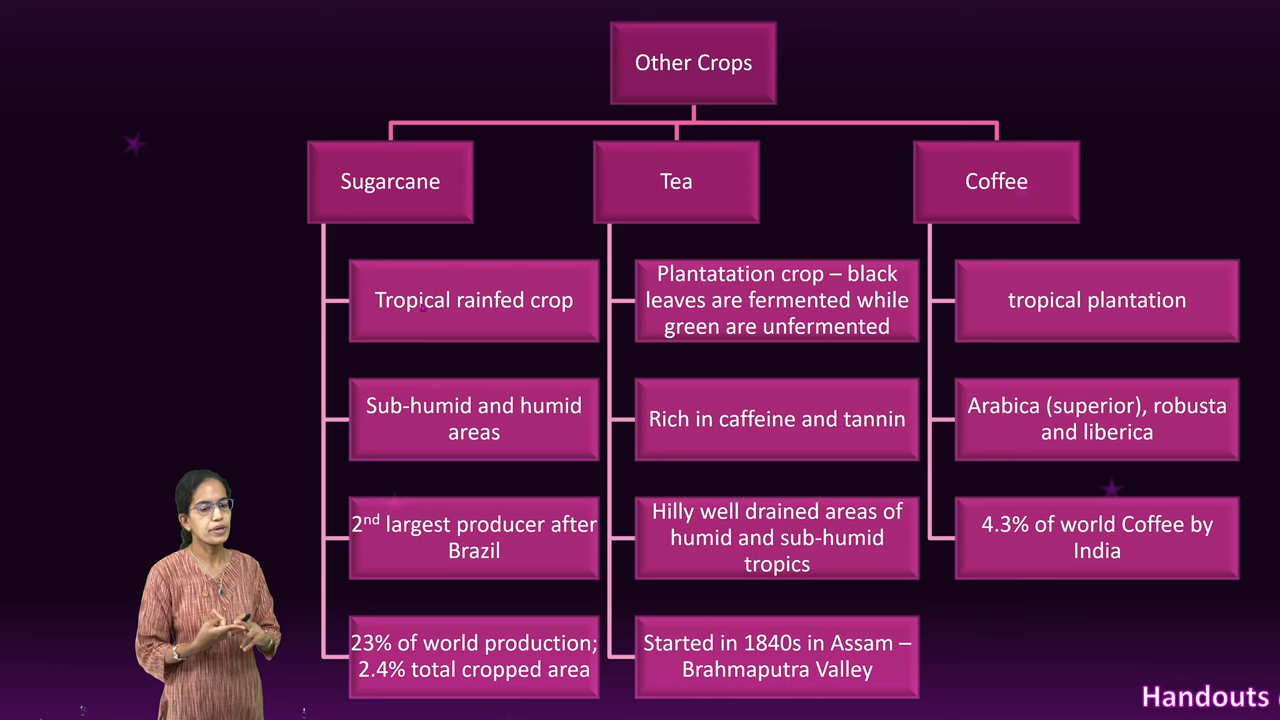 Other Crops
Sugarcane
Tropical rainfed crop
Sub-humid and humid
areas
2nd largest producer after
Brazil
23% of world production;
2.4% total cropped area
Tea
Plantatation crop – black
leaves are fermented while
green are unfermented
Rich in caffeine and tannin
Hilly well drained areas of
humid and sub-humid
tropics
Started in 1840s in Assam –
Brahmaputra Valley
Coffee
tropical plantation
Arabica (superior), robusta
and liberica
4.3% of world Coffee by
India
Handouts